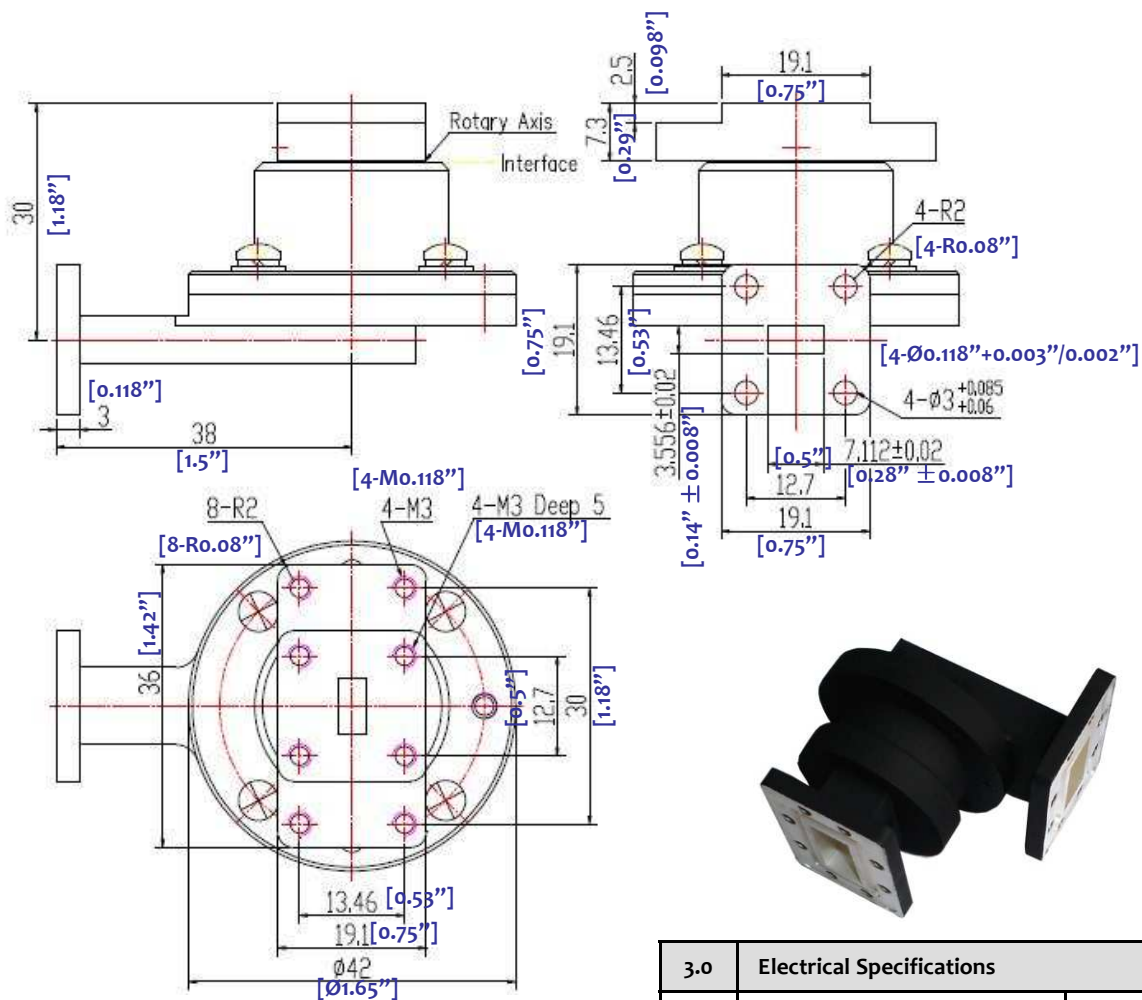 [0.098"]
2.5
19.1
[0.75"]
7.3
[0.29"]
Rotary Axis
Interface
30
[1.18"]
4-R2
[4-R0.08"]
[0.75"]
19.1
13.46
[0.53"]
[4-Ø0.118"+0.003"/0.002"]
[0.118"]
3
4-Ø3 +0.085 +0.06
38
[1.5"]
3.556±0.02
[0.14" ±0.008"]
[0.5"]
7.112±0.02
[0.28" ±0.008"]
12.7
19.1
[0.75"]
[4-M0.118"]
8-R2
4-M3
4-M3 Deep 5
[4-M0.118"]
[8-R0.08"]
36
[1.42"]
[0.5"]
12.7
30
[1.18"]
13.46 [0.53"]
19.1 [0.75"]
Ø42
[Ø1.65"]
3.0 Electrical Specifications